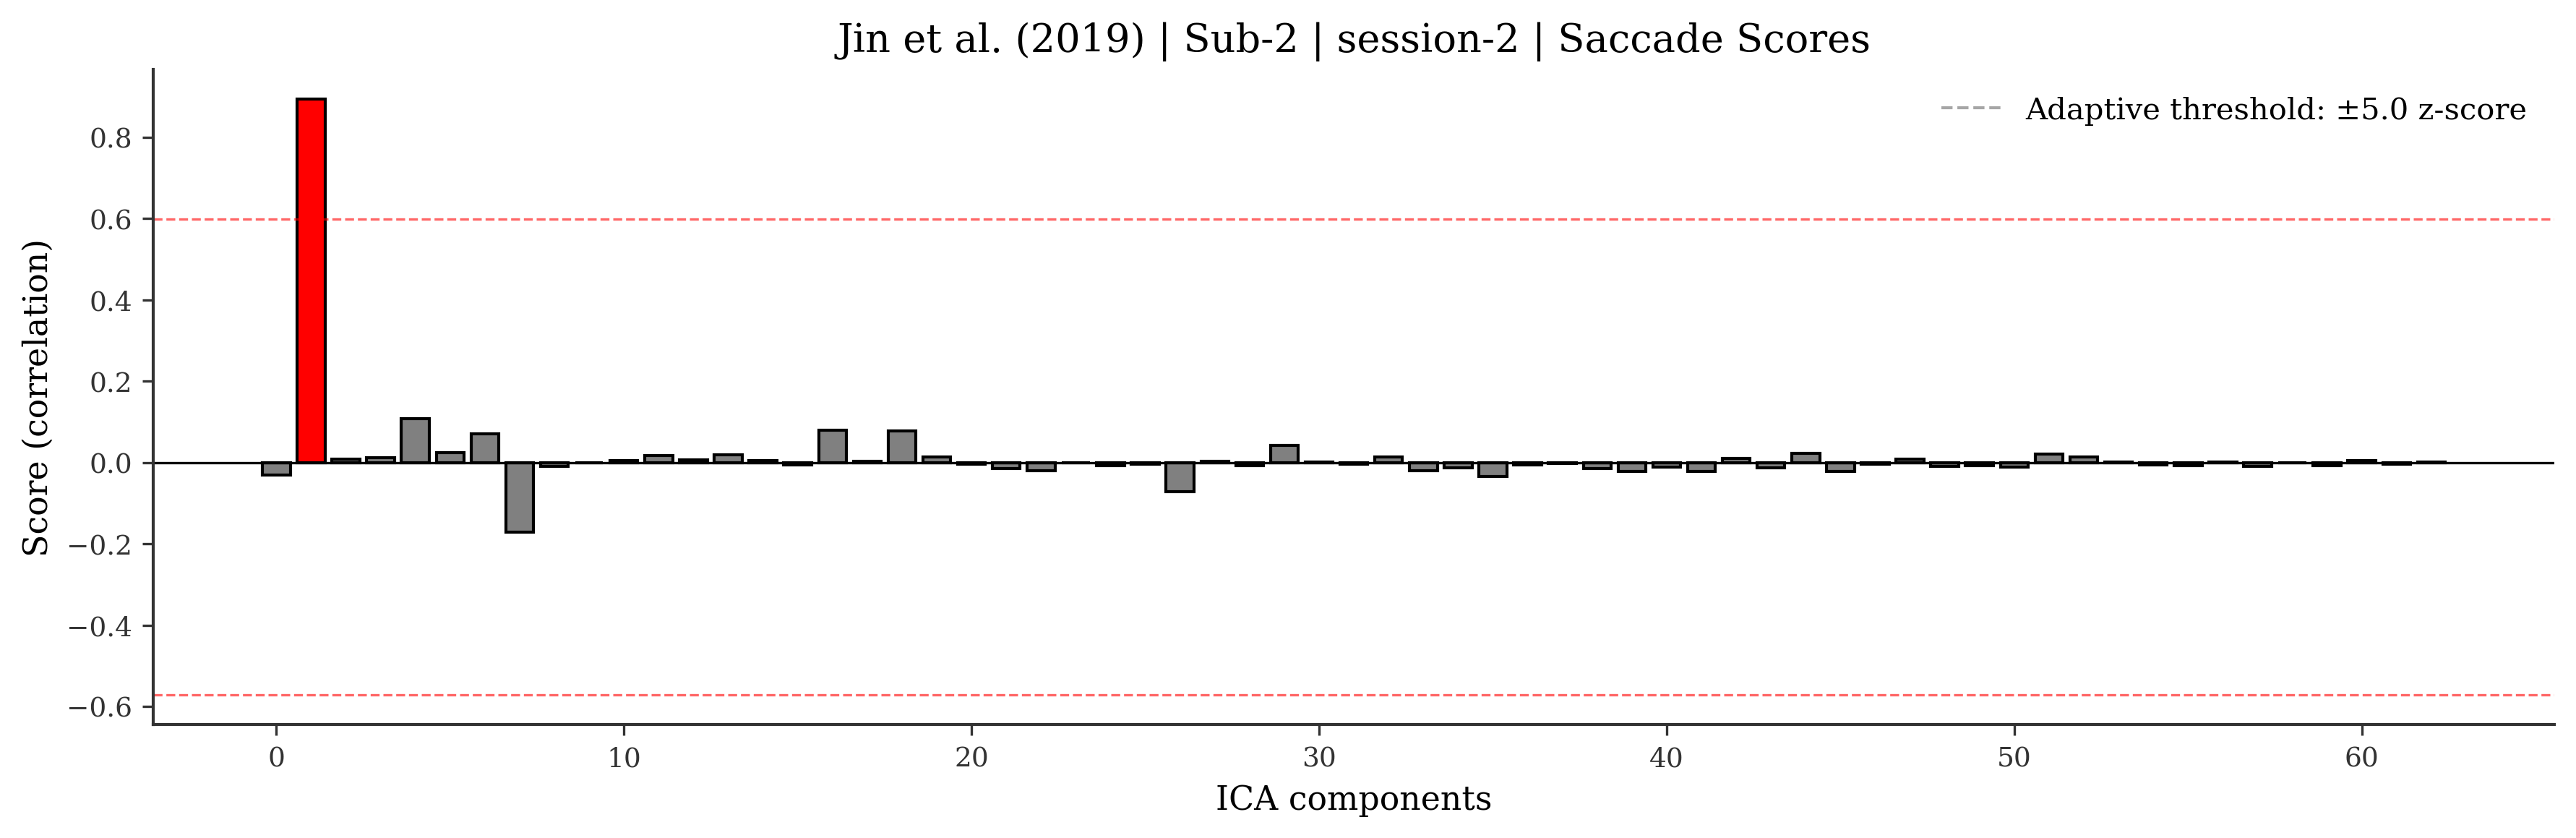 Jin et al. (2019) | Sub-2 | session-2 | Saccade Scores
Adaptive threshold: ±5.0 z-score
Score (correlation)
0.8
0.6
0.4
0.2
0.0
−0.2
−0.4
−0.6
0 10 20 30 40 50 60
ICA components